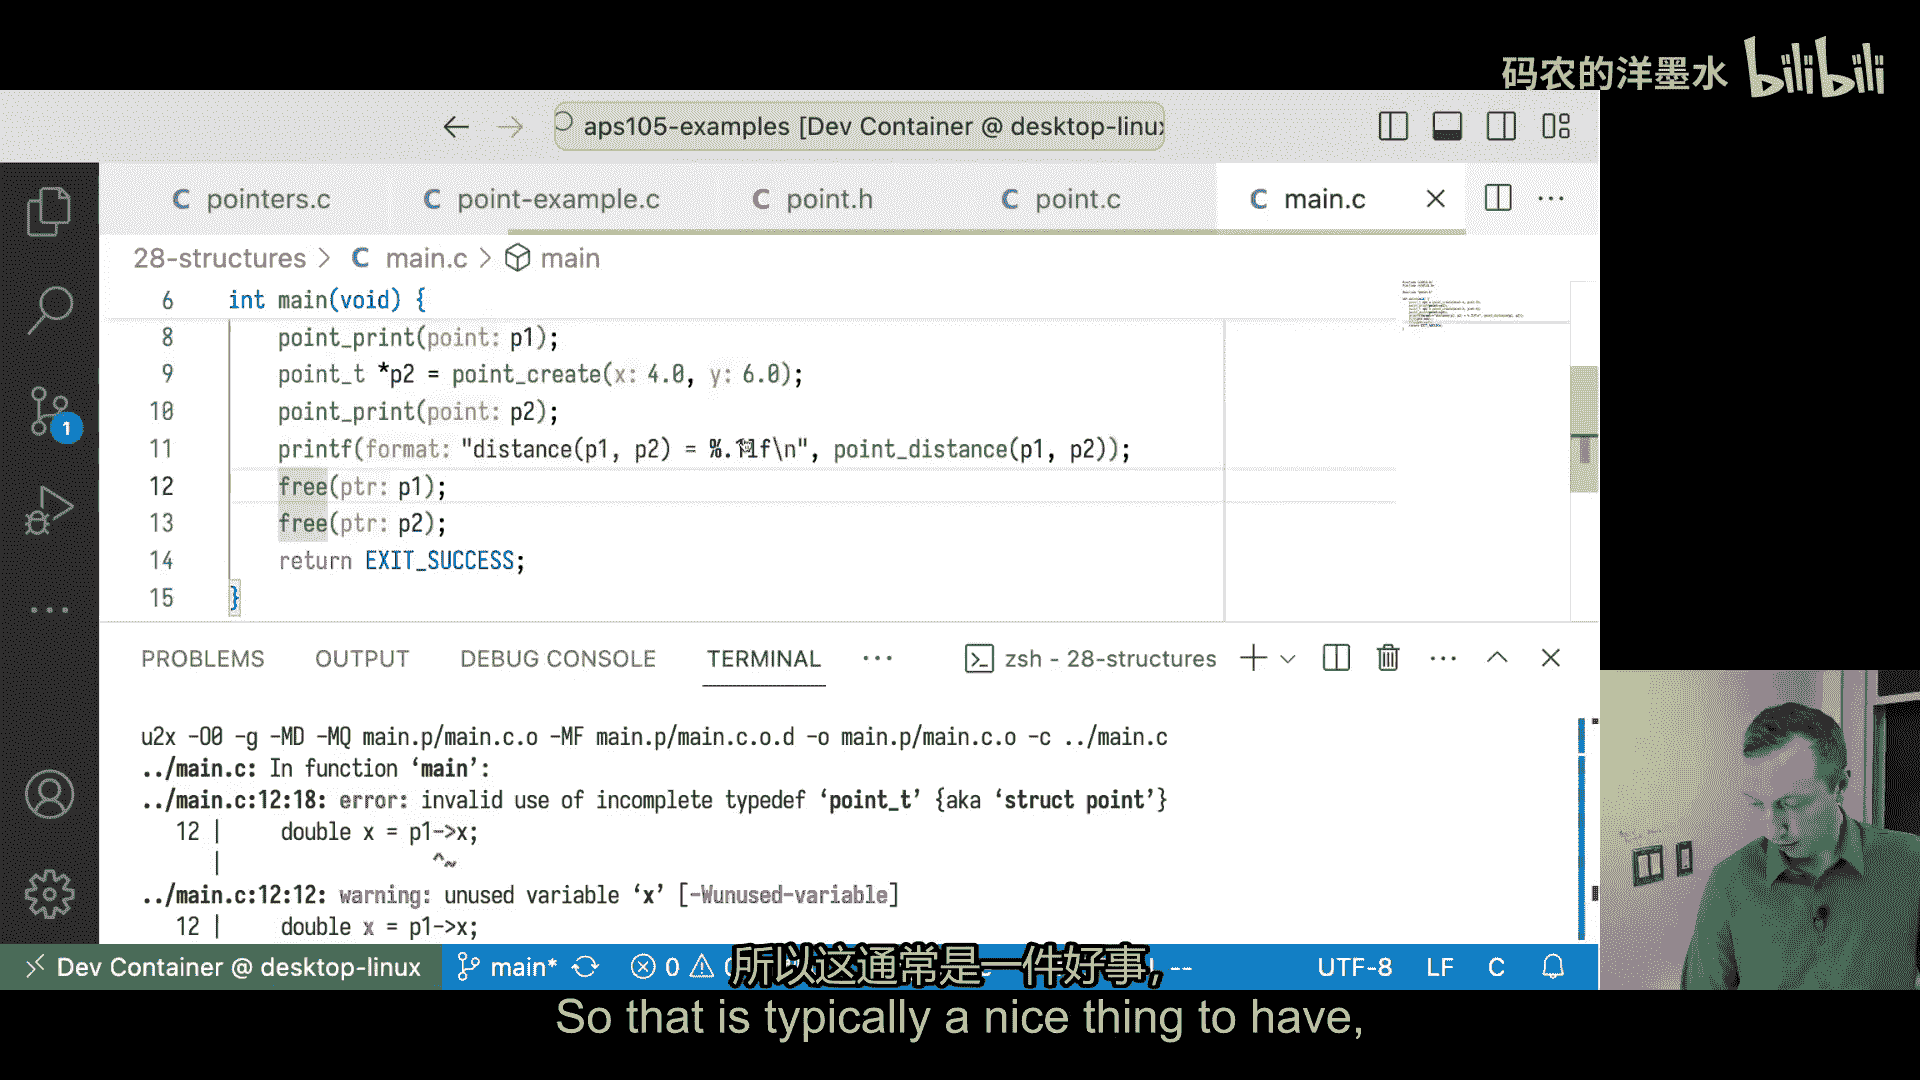 码农的洋墨水 bilibili
aps105-examples [Dev Container @ desktop-linux
pointers.c
point-example.c
point.h
point.c
main.c
28-structures > C main.c > main
6 int main(void) {
8 point_print(point: p1);
9 point_t *p2 = point_create(x: 4.0, y: 6.0);
10 point_print(point: p2);
11 printf(format: "distance(p1, p2) = %.1lf\n", point_distance(p1, p2));
12 free(ptr: p1);
13 free(ptr: p2);
14 return EXIT_SUCCESS;
15 }
PROBLEMS OUTPUT DEBUG CONSOLE TERMINAL ··· zsh - 28-structures
u2x -O0 -g -MD -MQ main.p/main.c.o -MF main.p/main.c.o.d -o main.p/main.c.o -c ../main.c
../main.c: In function ‘main’:
../main.c:12:18: error: invalid use of incomplete typedef ‘point_t’ {aka ‘struct point’}
12 | double x = p1->x;
| ^~
../main.c:12:12: warning: unused variable ‘x’ [-Wunused-variable]
12 | double x = p1->x;
Dev Container @ desktop-linux main* 0 UTF-8 LF C
所以这通常是一件好事,
So that is typically a nice thing to have,